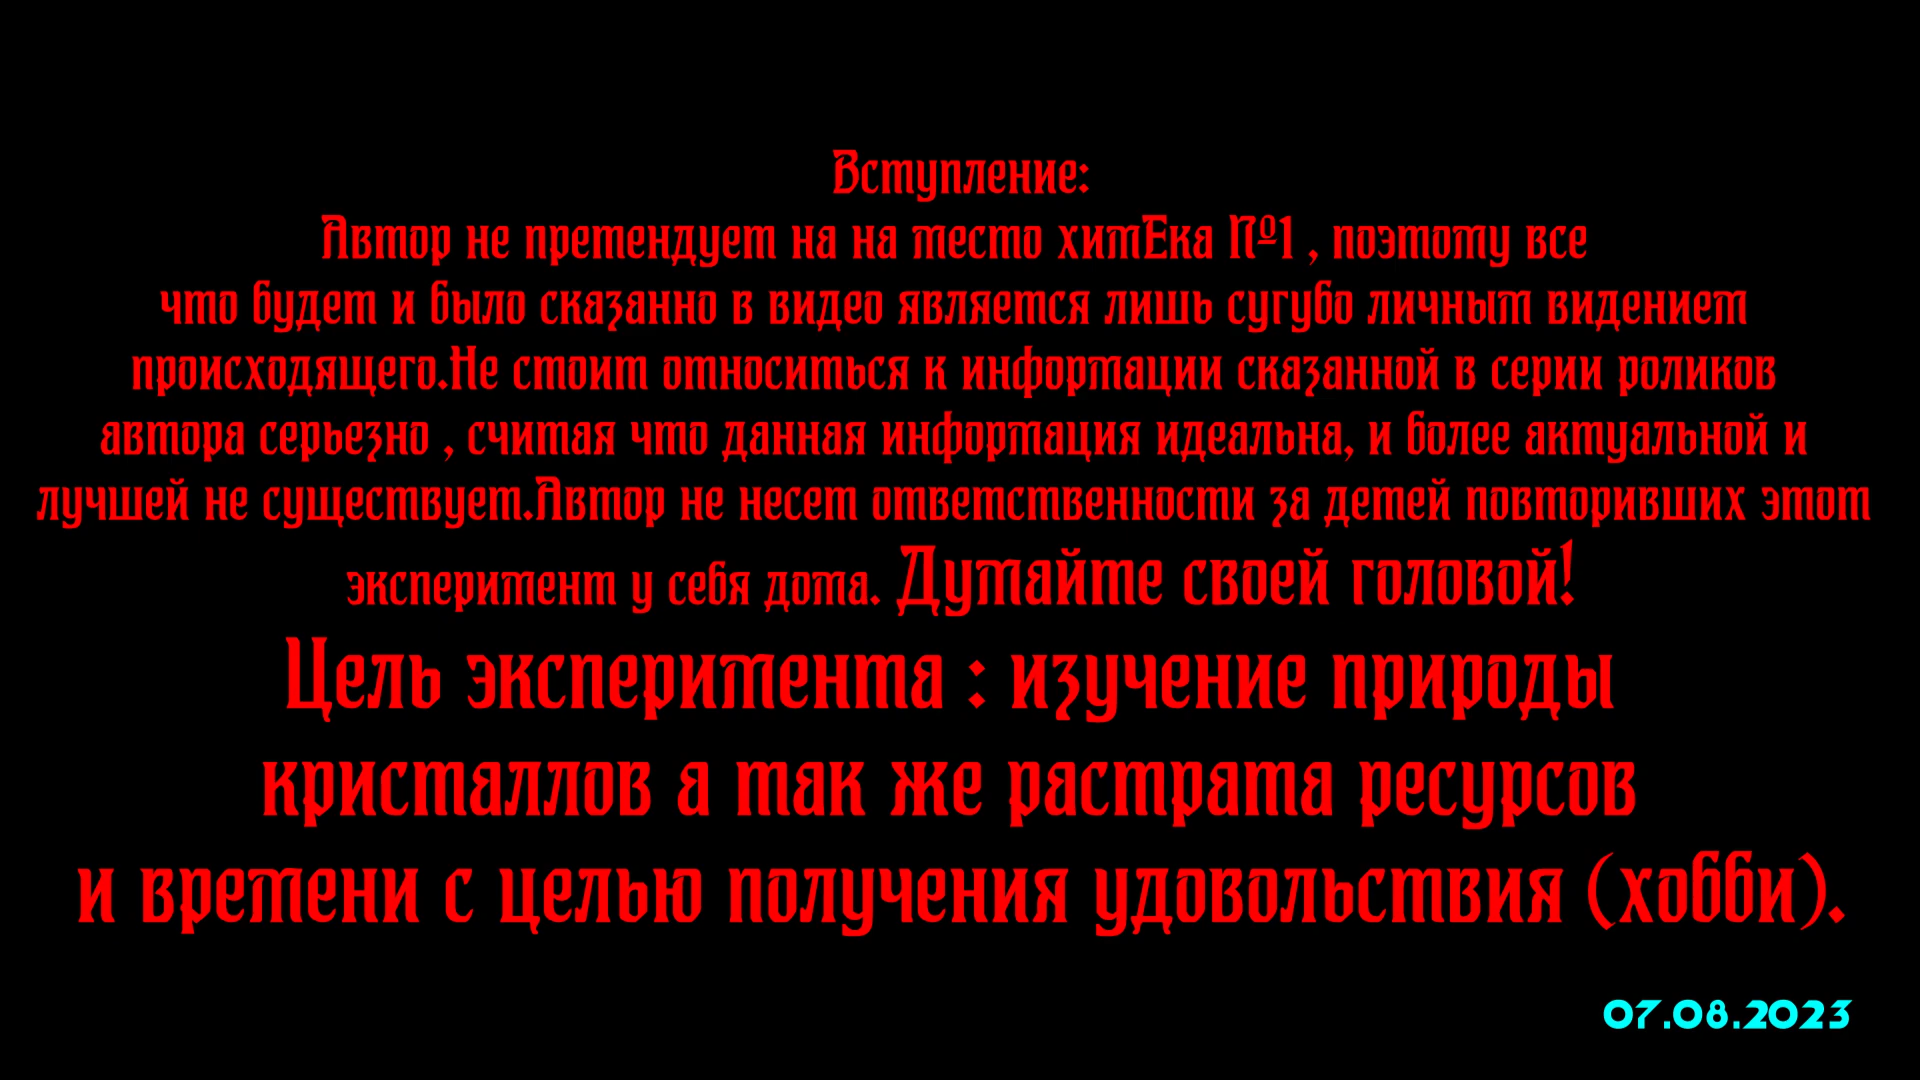 Вступление:
Автор не претендует на на место химЕка №1 , поэтому все
что будет и было сказанно в видео является лишь сугубо личным видением
происходящего.Не стоит относиться к информации сказанной в серии роликов
автора серьезно , считая что данная информация идеальна, и более актуальной и
лучшей не существует.Автор не несет ответственности за детей повторивших этот
эксперимент у себя дома. Думайте своей головой!
Цель эксперимента : изучение природы
кристаллов а так же растрата ресурсов
и времени с целью получения удовольствия (хобби).
07.08.2023